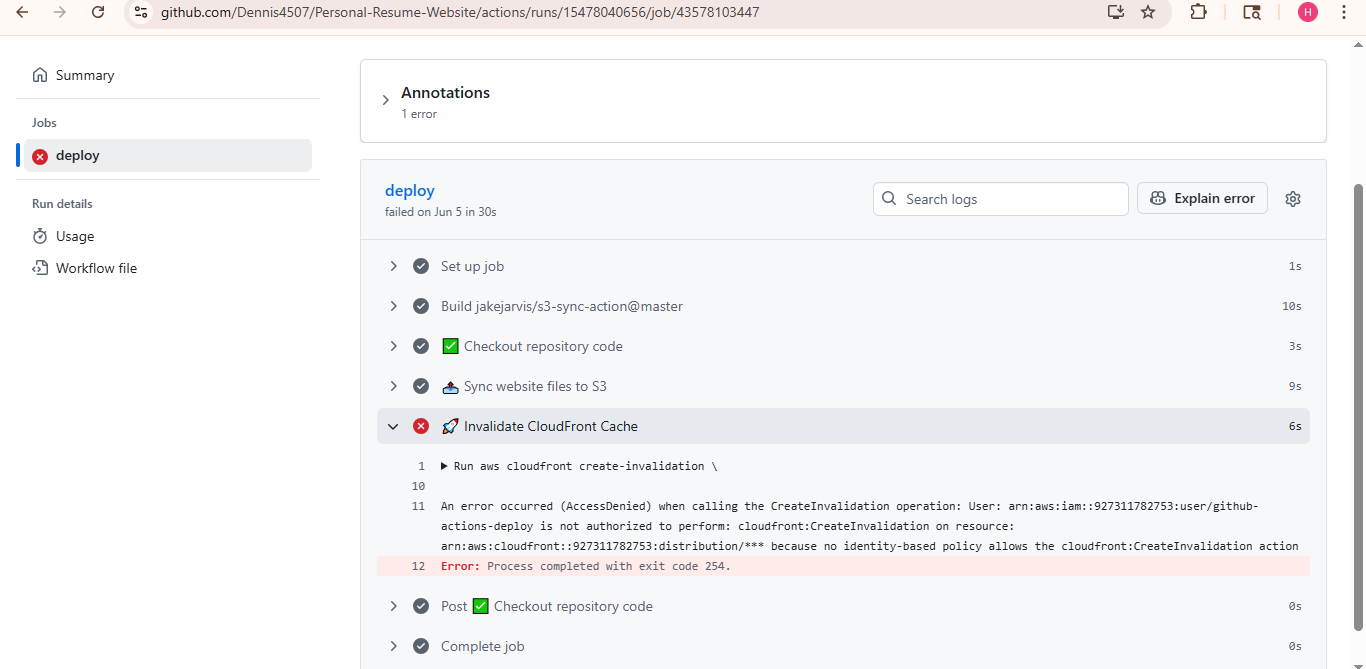 github.com/Dennis4507/Personal-Resume-Website/actions/runs/15478040656/job/43578103447
H
Summary
Jobs
deploy
Run details
Usage
Workflow file
Annotations
1 error
deploy
failed on Jun 5 in 30s
Search logs
Explain error
Set up job 1s
Build jakejarvis/s3-sync-action@master 10s
✅ Checkout repository code 3s
📤 Sync website files to S3 9s
🚀 Invalidate CloudFront Cache 6s
1 ▶ Run aws cloudfront create-invalidation \
10
11 An error occurred (AccessDenied) when calling the CreateInvalidation operation: User: arn:aws:iam::927311782753:user/github-
actions-deploy is not authorized to perform: cloudfront:CreateInvalidation on resource:
arn:aws:cloudfront::927311782753:distribution/*** because no identity-based policy allows the cloudfront:CreateInvalidation action
12 Error: Process completed with exit code 254.
Post ✅ Checkout repository code 0s
Complete job 0s